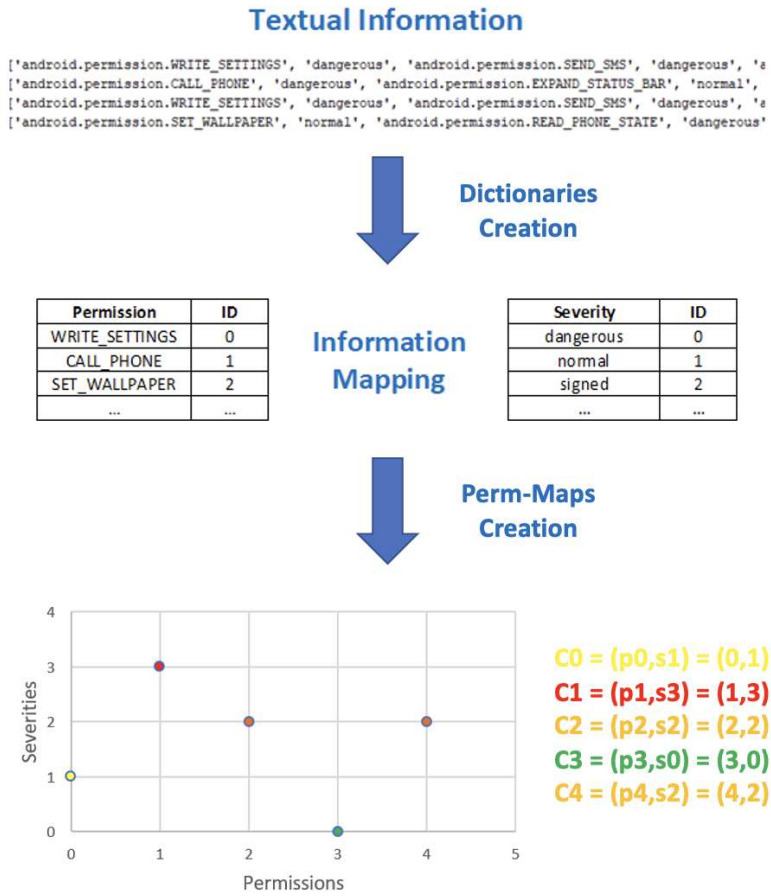 Textual Information
['android.permission.WRITE_SETTINGS', 'dangerous', 'android.permission.SEND_SMS', 'dangerous', 'a
['android.permission.CALL_PHONE', 'dangerous', 'android.permission.EXPAND_STATUS_BAR', 'normal',
['android.permission.WRITE_SETTINGS', 'dangerous', 'android.permission.SEND_SMS', 'dangerous', 'a
['android.permission.SET_WALLPAPER', 'normal', 'android.permission.READ_PHONE_STATE', 'dangerous'
Dictionaries
Creation
Permission ID
WRITE_SETTINGS 0
CALL_PHONE 1
SET_WALLPAPER 2
... ...
Information
Mapping
Severity ID
dangerous 0
normal 1
signed 2
... ...
Perm-Maps
Creation
4
3
2
1
0
Severities
0 1 2 3 4 5
Permissions
C0 = (p0,s1) = (0,1)
C1 = (p1,s3) = (1,3)
C2 = (p2,s2) = (2,2)
C3 = (p3,s0) = (3,0)
C4 = (p4,s2) = (4,2)